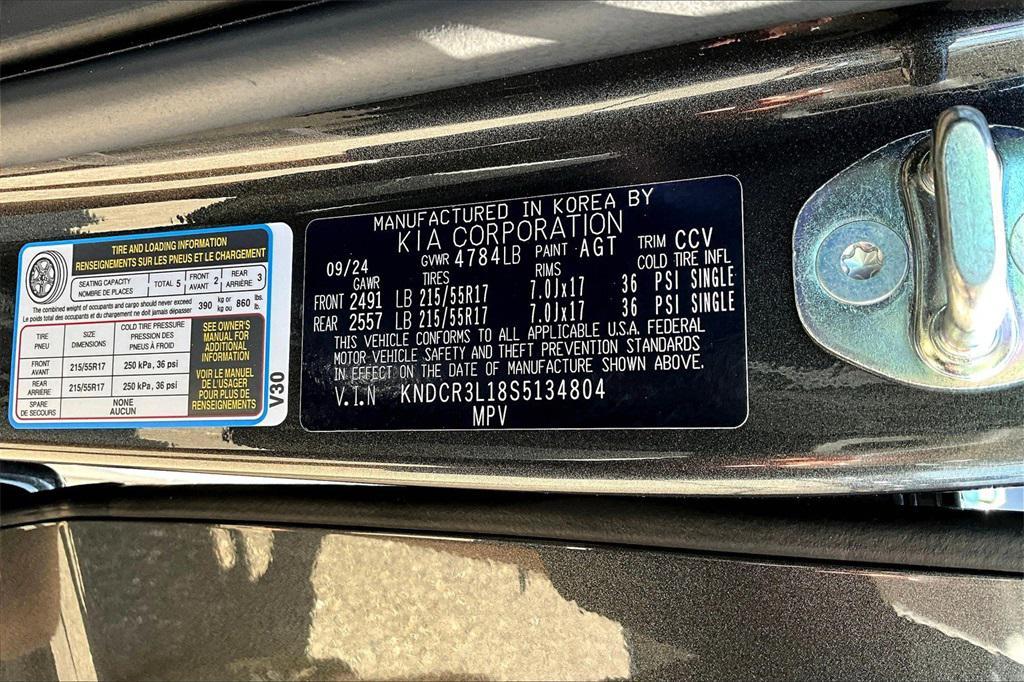 TIRE AND LOADING INFORMATION
RENSEIGNEMENTS SUR LES PNEUS ET LE CHARGEMENT
SEATING CAPACITY
NOMBRE DE PLACES
TOTAL 5
FRONT
AVANT 2
REAR
ARRIÈRE 3
The combined weight of occupants and cargo should never exceed
Le poids total des occupants et du chargement ne doit jamais dépasser
390 kg or
kg ou 860 lbs.
lb.
TIRE
PNEU
SIZE
DIMENSIONS
COLD TIRE PRESSURE
PRESSION DES
PNEUS À FROID
FRONT
AVANT
215/55R17
250 kPa, 36 psi
REAR
ARRIÈRE
215/55R17
250 kPa, 36 psi
SPARE
DE SECOURS
NONE
AUCUN
SEE OWNER'S
MANUAL FOR
ADDITIONAL
INFORMATION
VOIR LE MANUEL
DE L'USAGER
POUR PLUS DE
RENSEIGNEMENTS
V30
MANUFACTURED IN KOREA BY
KIA CORPORATION
09/24 GVWR 4784LB PAINT AGT TRIM CCV
GAWR TIRES RIMS COLD TIRE INFL
FRONT 2491 LB 215/55R17 7.0JX17 36 PSI SINGLE
REAR 2557 LB 215/55R17 7.0JX17 36 PSI SINGLE
THIS VEHICLE CONFORMS TO ALL APPLICABLE U.S.A. FEDERAL
MOTOR VEHICLE SAFETY AND THEFT PREVENTION STANDARDS
IN EFFECT ON THE DATE OF MANUFACTURE SHOWN ABOVE.
V.I.N KNDCR3L18S5134804
MPV